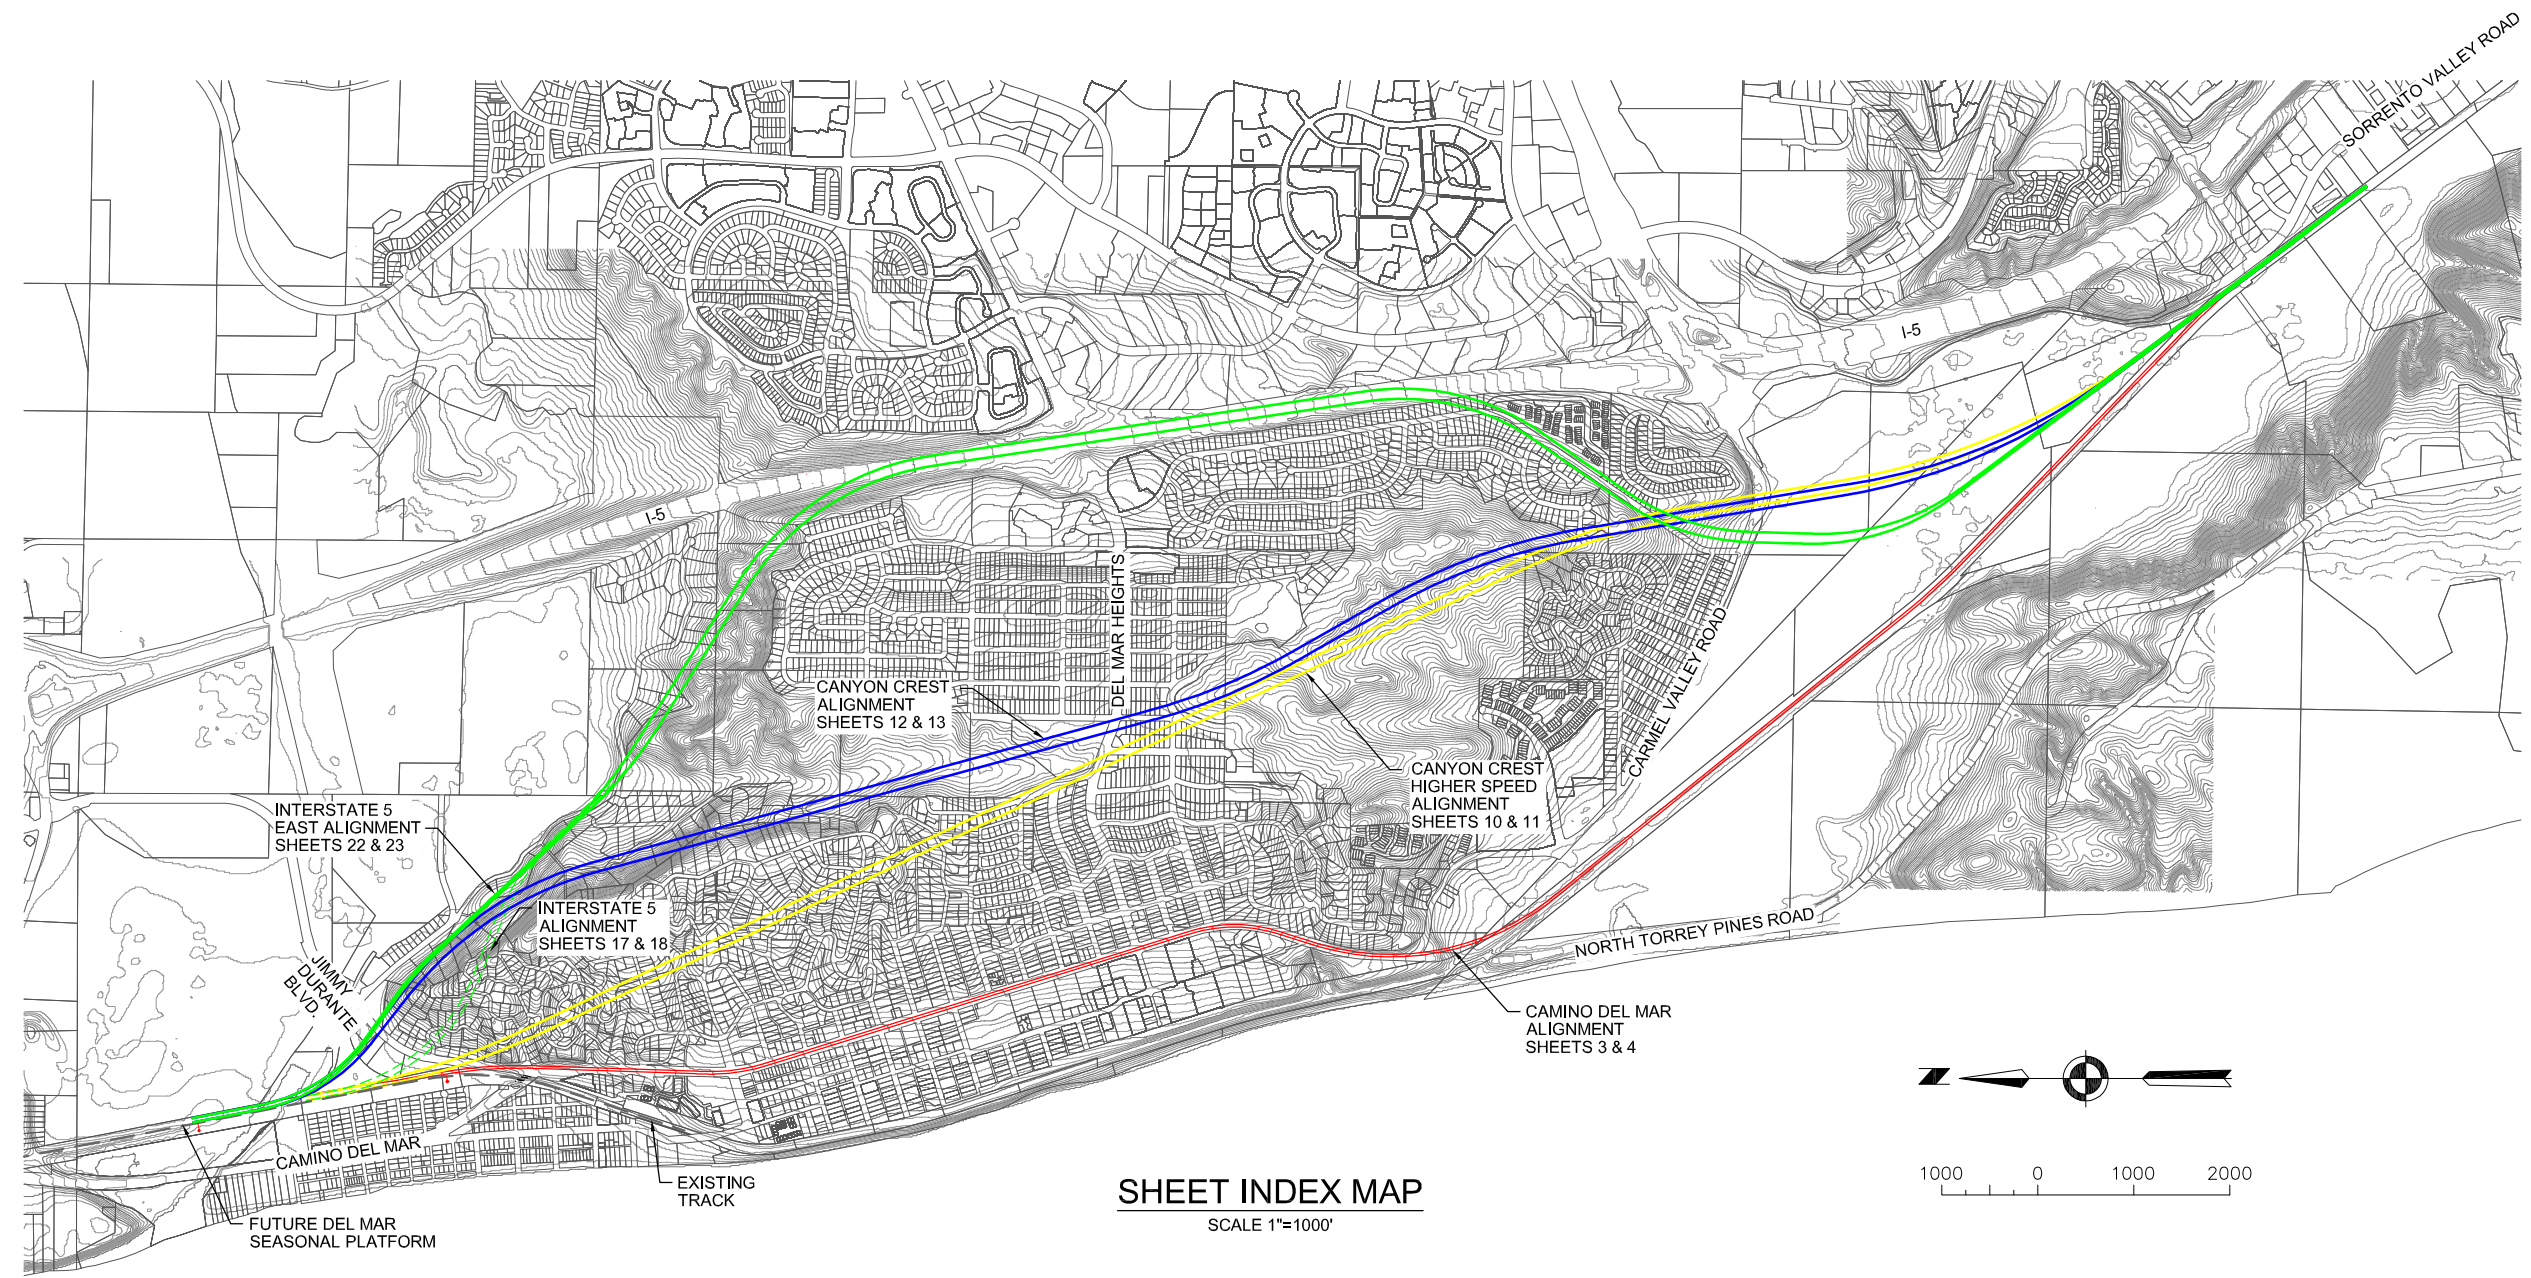 SORRENTO VALLEY ROAD
I-5
I-5
DEL MAR HEIGHTS
CARMEL VALLEY ROAD
CANYON CREST
ALIGNMENT
SHEETS 12 & 13
CANYON CREST
HIGHER SPEED
ALIGNMENT
SHEETS 10 & 11
INTERSTATE 5
EAST ALIGNMENT
SHEETS 22 & 23
INTERSTATE 5
ALIGNMENT
SHEETS 17 & 18
JIMMY
DURANTE
BLVD.
NORTH TORREY PINES ROAD
CAMINO DEL MAR
ALIGNMENT
SHEETS 3 & 4
CAMINO DEL MAR
EXISTING
TRACK
FUTURE DEL MAR
SEASONAL PLATFORM
SHEET INDEX MAP
SCALE 1"=1000'
N
1000 0 1000 2000